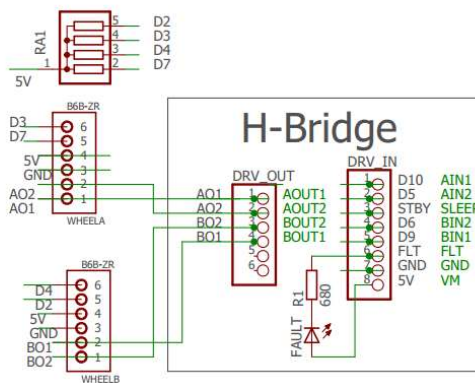 RA1
5 D2
4 D3
3 D4
5V 1 2 D7
B6B-ZR
D3 6
D7 5
5V 4
GND 3
AO2 2
AO1 1
WHEELA
H-Bridge
DRV_OUT
AO1 1 AOUT1
AO2 2 AOUT2
BO2 3 BOUT2
BO1 4 BOUT1
5
6
DRV_IN
1 D10 AIN1
2 D5 AIN2
3 STBY SLEE
4 D6 BIN2
5 D9 BIN1
6 FLT FLT
7 GND GND
8 5V VM
R1
680
FAULT
B6B-ZR
D4 6
D2 5
5V 4
GND 3
BO1 2
BO2 1
WHEELB